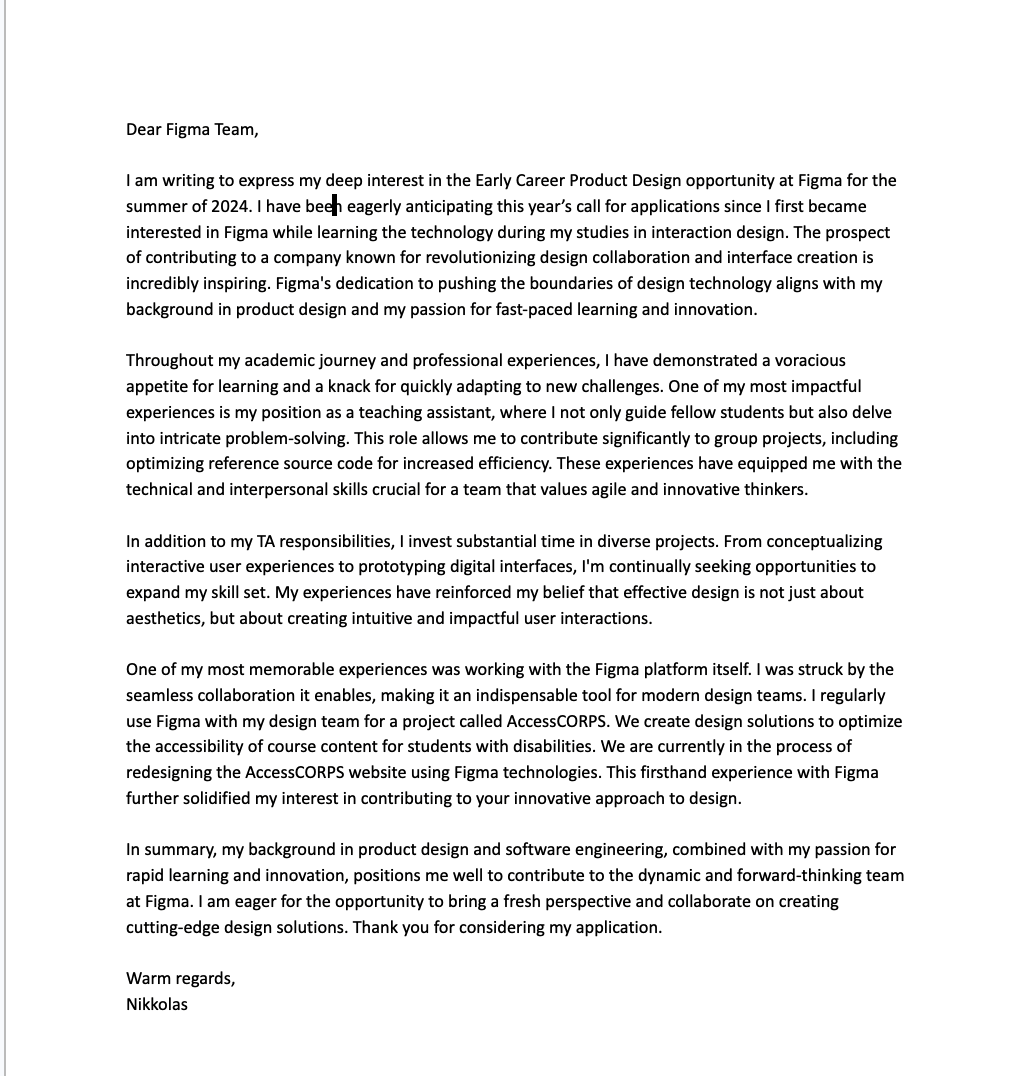 Dear Figma Team,
I am writing to express my deep interest in the Early Career Product Design opportunity at Figma for the
summer of 2024. I have been eagerly anticipating this year’s call for applications since I first became
interested in Figma while learning the technology during my studies in interaction design. The prospect
of contributing to a company known for revolutionizing design collaboration and interface creation is
incredibly inspiring. Figma's dedication to pushing the boundaries of design technology aligns with my
background in product design and my passion for fast-paced learning and innovation.
Throughout my academic journey and professional experiences, I have demonstrated a voracious
appetite for learning and a knack for quickly adapting to new challenges. One of my most impactful
experiences is my position as a teaching assistant, where I not only guide fellow students but also delve
into intricate problem-solving. This role allows me to contribute significantly to group projects, including
optimizing reference source code for increased efficiency. These experiences have equipped me with the
technical and interpersonal skills crucial for a team that values agile and innovative thinkers.
In addition to my TA responsibilities, I invest substantial time in diverse projects. From conceptualizing
interactive user experiences to prototyping digital interfaces, I'm continually seeking opportunities to
expand my skill set. My experiences have reinforced my belief that effective design is not just about
aesthetics, but about creating intuitive and impactful user interactions.
One of my most memorable experiences was working with the Figma platform itself. I was struck by the
seamless collaboration it enables, making it an indispensable tool for modern design teams. I regularly
use Figma with my design team for a project called AccessCORPS. We create design solutions to optimize
the accessibility of course content for students with disabilities. We are currently in the process of
redesigning the AccessCORPS website using Figma technologies. This firsthand experience with Figma
further solidified my interest in contributing to your innovative approach to design.
In summary, my background in product design and software engineering, combined with my passion for
rapid learning and innovation, positions me well to contribute to the dynamic and forward-thinking team
at Figma. I am eager for the opportunity to bring a fresh perspective and collaborate on creating
cutting-edge design solutions. Thank you for considering my application.
Warm regards,
Nikkolas